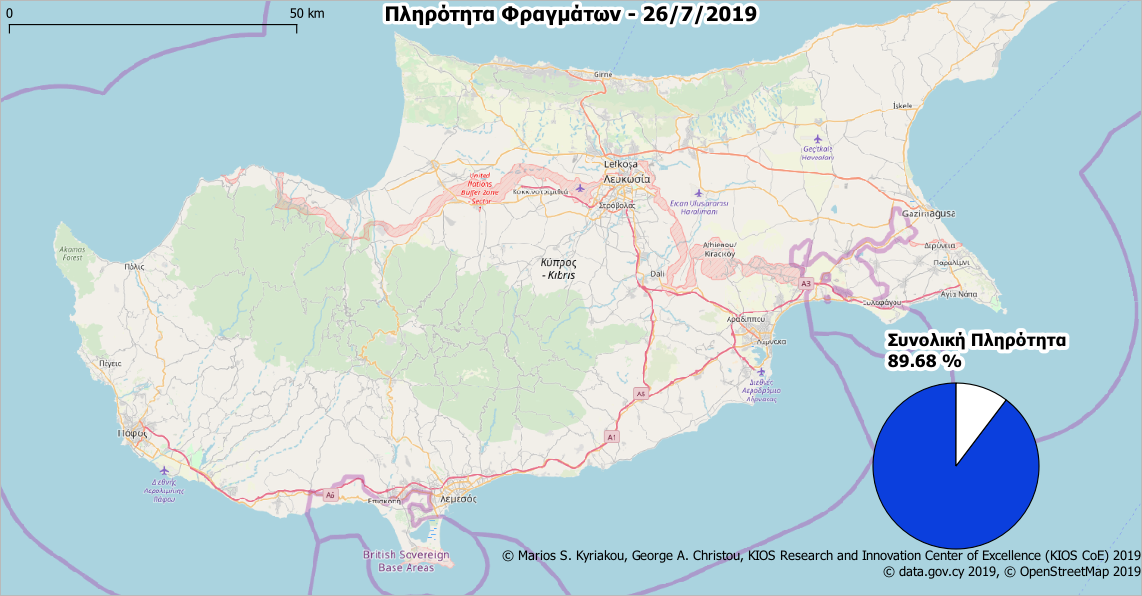 0
50 km
Πληρότητα Φραγμάτων - 26/7/2019
Girne
İskele
Geçitkale
Havaalanı
Lefkoşa
Λευκωσία
United
Nations
Buffer Zone
Sector
Κοκκινοτριμιθιά
Στρόβολος
Ercan Uluslararası
Havalimanı
Gazimağusa
Δερύνεια
Παραλίμνι
Akamas
Forest
Πόλις
Κύπρος
- Kıbrıs
Dali
Athienou/
Kiracıköy
A3
Αγία Νάπα
Ξυλοφάγου
Αραδίππου
Λάρνακα
Συνολική Πληρότητα
89.68 %
Πέγεια
Διεθνής
Αεροδρόμιο
Λάρνακας
A5
Πάφος
A1
Διεθνής
Αερολιμένας
Πάφου
A6
Επισκοπή
Λεμεσός
British Sovereign
Base Areas
© Marios S. Kyriakou, George A. Christou, KIOS Research and Innovation Center of Excellence (KIOS CoE) 2019
© data.gov.cy 2019, © OpenStreetMap 2019